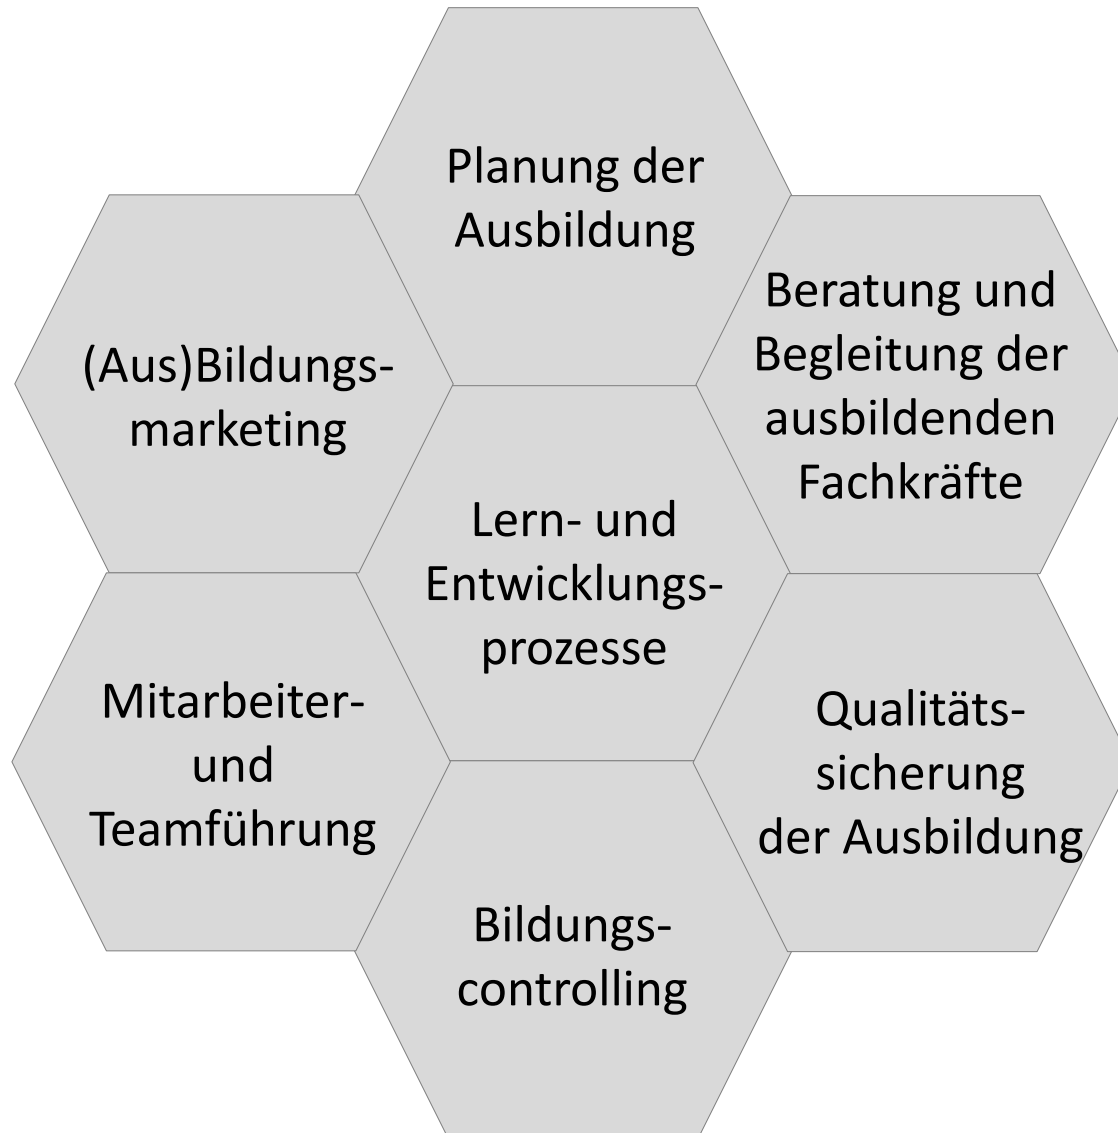 Planung der
Ausbildung
(Aus)Bildungs-
marketing
Beratung und
Begleitung der
ausbildenden
Fachkräfte
Lern- und
Entwicklungs-
prozesse
Mitarbeiter-
und
Teamführung
Qualitäts-
sicherung
der Ausbildung
Bildungs-
controlling